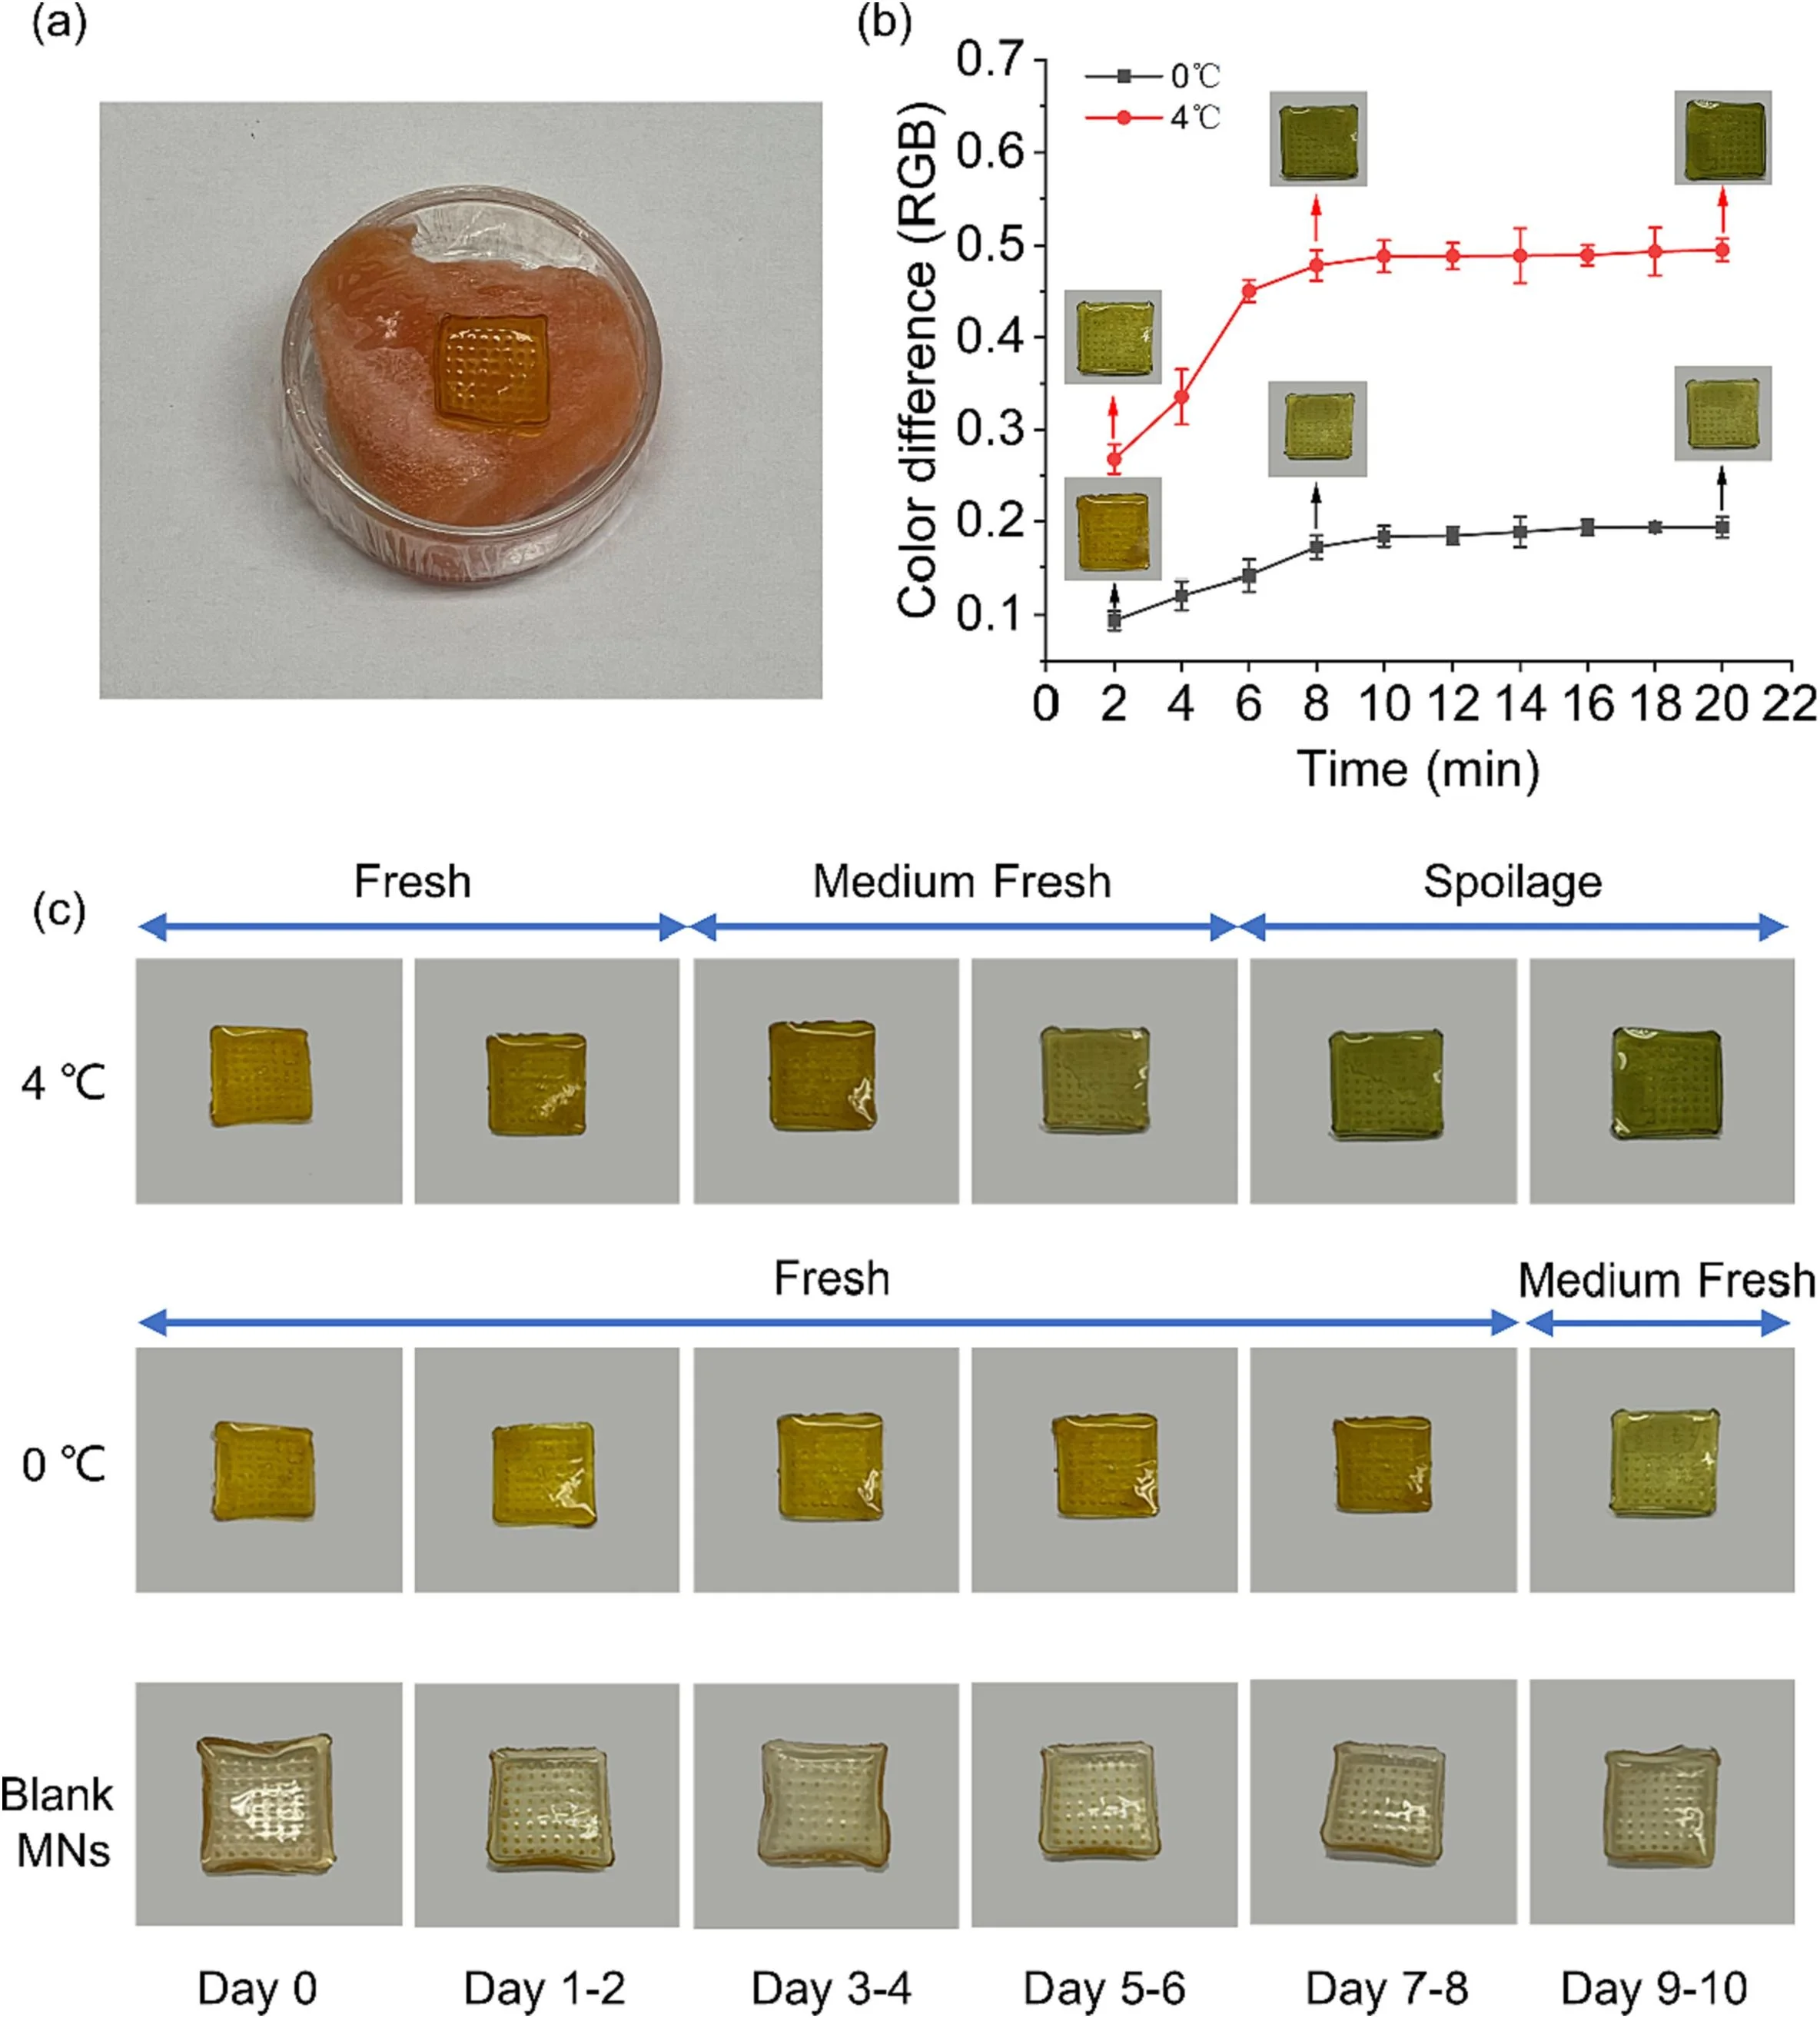 (a)
(b)
Color difference (RGB)
0.7
0.6
0.5
0.4
0.3
0.2
0.1
0℃
4℃
0 2 4 6 8 10 12 14 16 18 20 22
Time (min)
(c)
Fresh Medium Fresh Spoilage
4 ℃
Fresh Medium Fresh
0 ℃
Blank
MNs
Day 0 Day 1-2 Day 3-4 Day 5-6 Day 7-8 Day 9-10